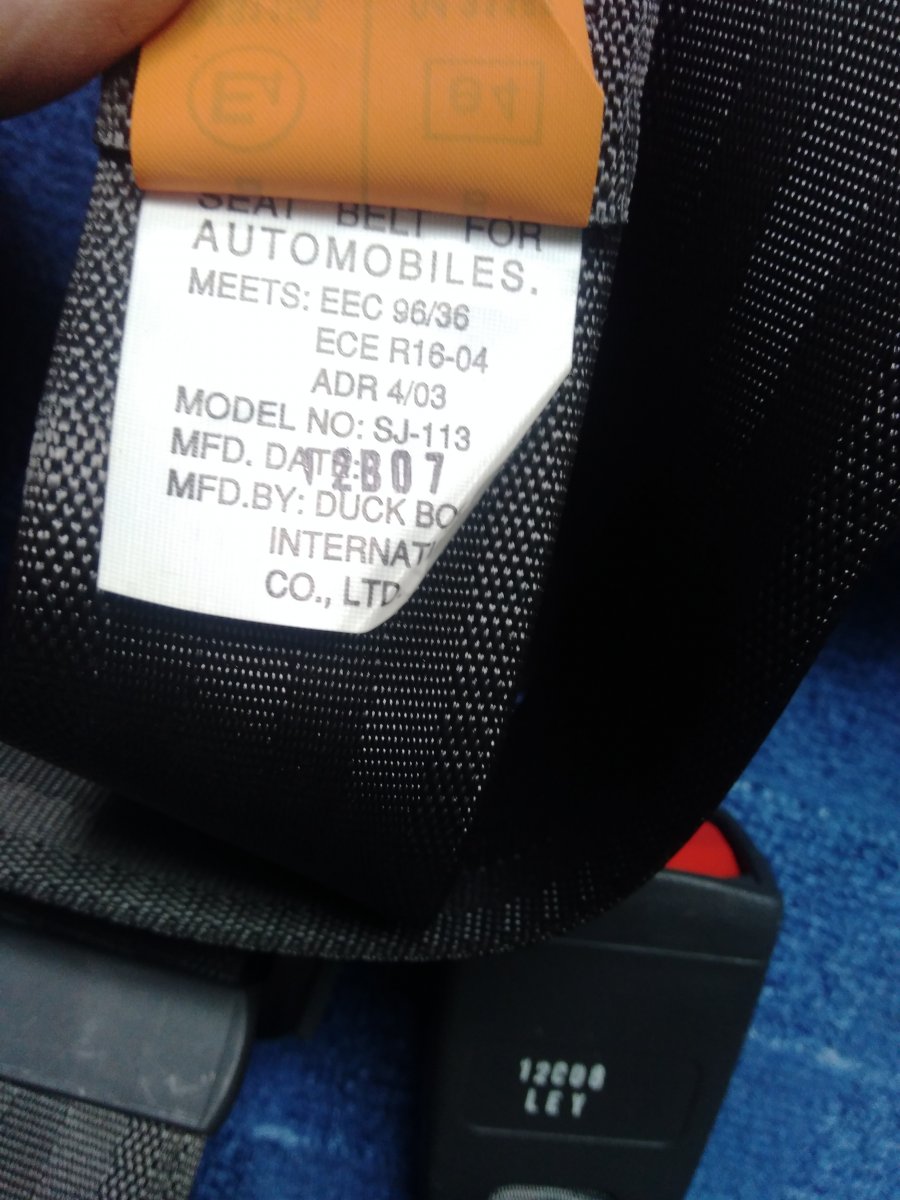 SEAT BELT FOR
AUTOMOBILES.
MEETS: EEC 96/36
ECE R16-04
ADR 4/03
MODEL NO: SJ-113
MFD. DATE: 12B07
MFD.BY: DUCK BO
INTERNAT
CO., LTD
LEY